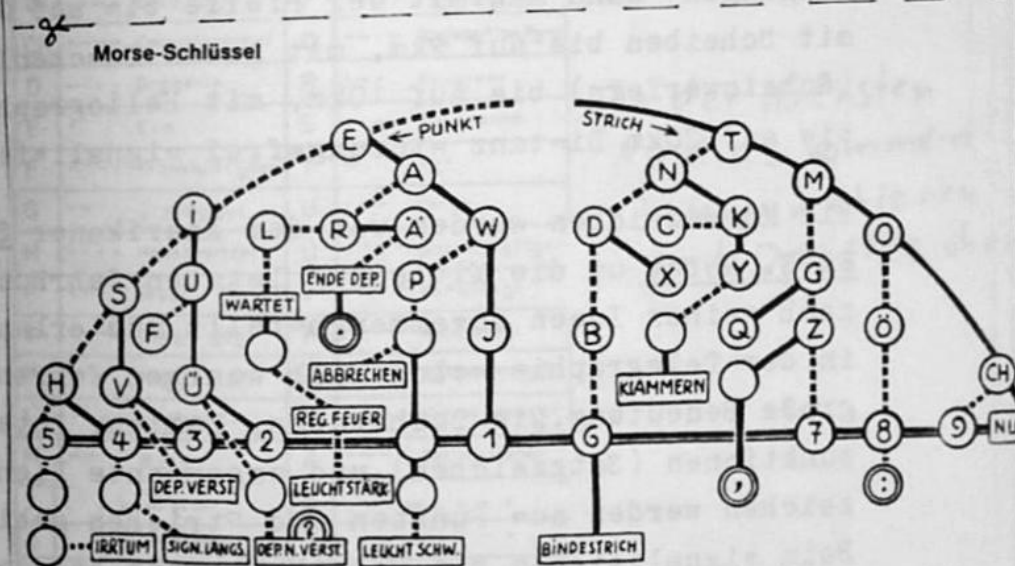 Morse-Schlüssel
← PUNKT
STRICH →
E
T
A
N
M
i
L
R
Ä
W
D
C
K
O
ENDE DEP.
S
U
P
X
Y
G
WARTET
F
B
Q
Z
Ö
J
ABBRECHEN
KLAMMERN
H
V
Ü
CH
REG. FEUER
5
4
3
2
1
6
7
8
9
NU
DEP. VERST
LEUCHTSTÄRK
,
:
?
IRRTUM
SIGN. LANGS.
DEP. N. VERST.
LEUCHT SCHW.
BINDESTRICH